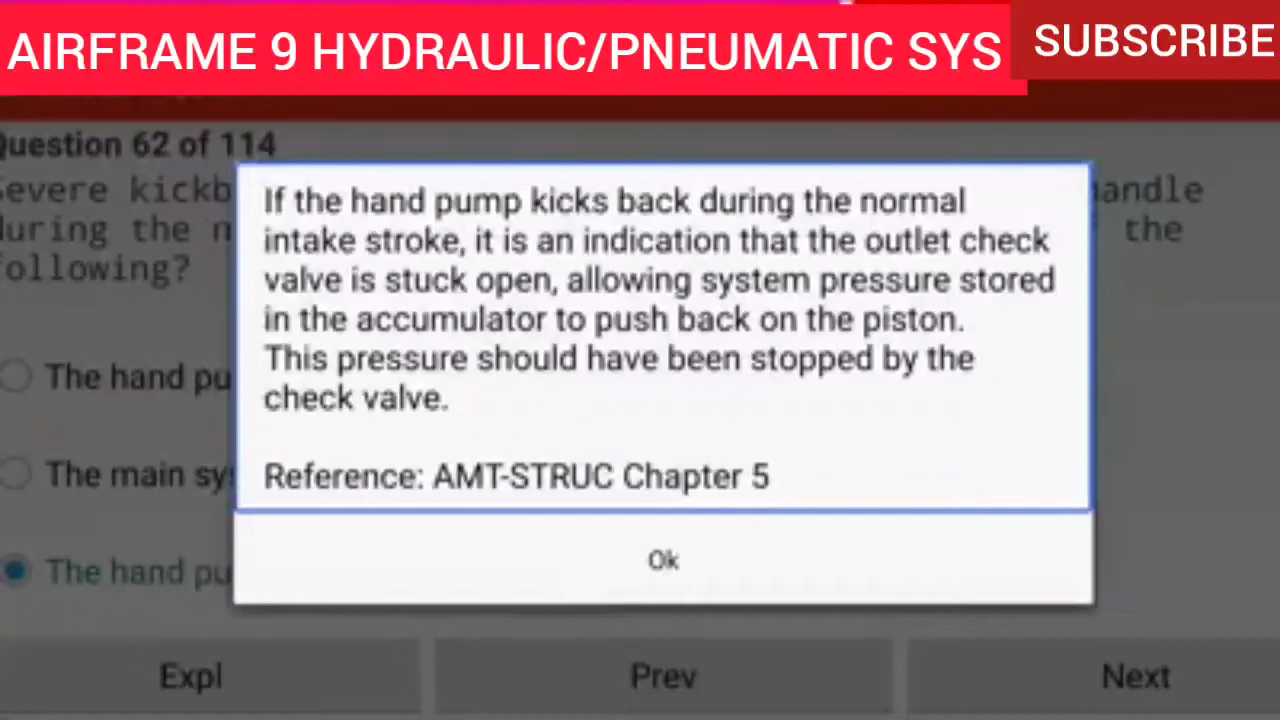 AIRFRAME 9 HYDRAULIC/PNEUMATIC SYS
SUBSCRIBE
Question 62 of 114
Severe kickb
andle
during the n
the
following?
If the hand pump kicks back during the normal
intake stroke, it is an indication that the outlet check
valve is stuck open, allowing system pressure stored
in the accumulator to push back on the piston.
This pressure should have been stopped by the
check valve.
Reference: AMT-STRUC Chapter 5
Ok
The hand pu
The main sy
The hand pu
Expl
Prev
Next